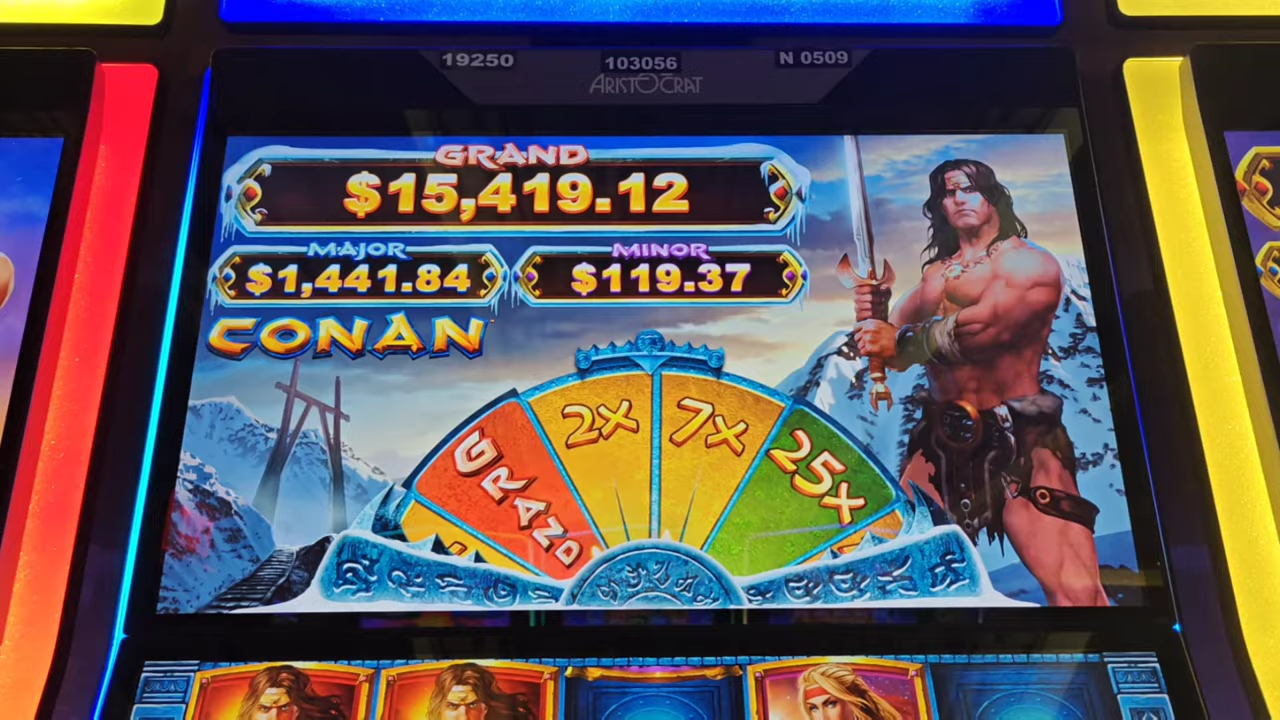 19250 103056 N 0509
ARISTOCRAT
GRAND
$15,419.12
MAJOR MINOR
$1,441.84 $119.37
CONAN
GRAND 2X 7X 25X